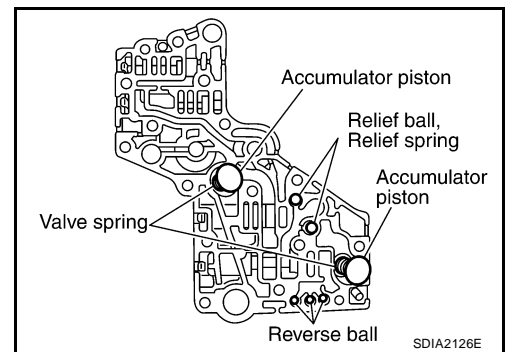 Accumulator piston
Relief ball,
Relief spring
Accumulator
piston
Valve spring
Reverse ball
SDIA2126E